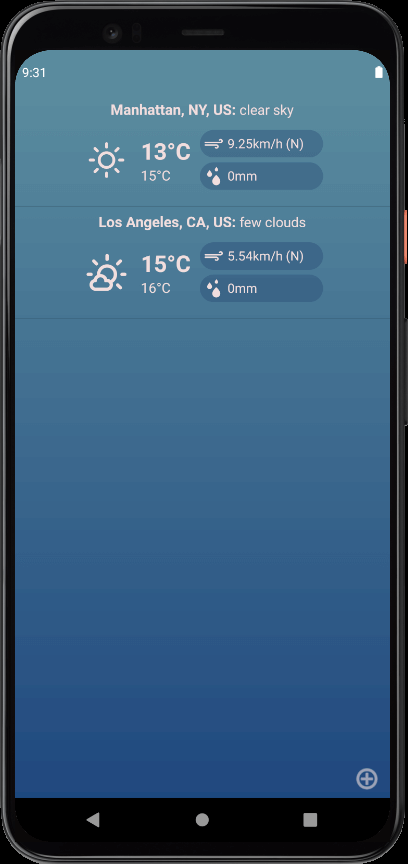 9:31
Manhattan, NY, US: clear sky
13°C
9.25km/h (N)
15°C
0mm
Los Angeles, CA, US: few clouds
15°C
5.54km/h (N)
16°C
0mm